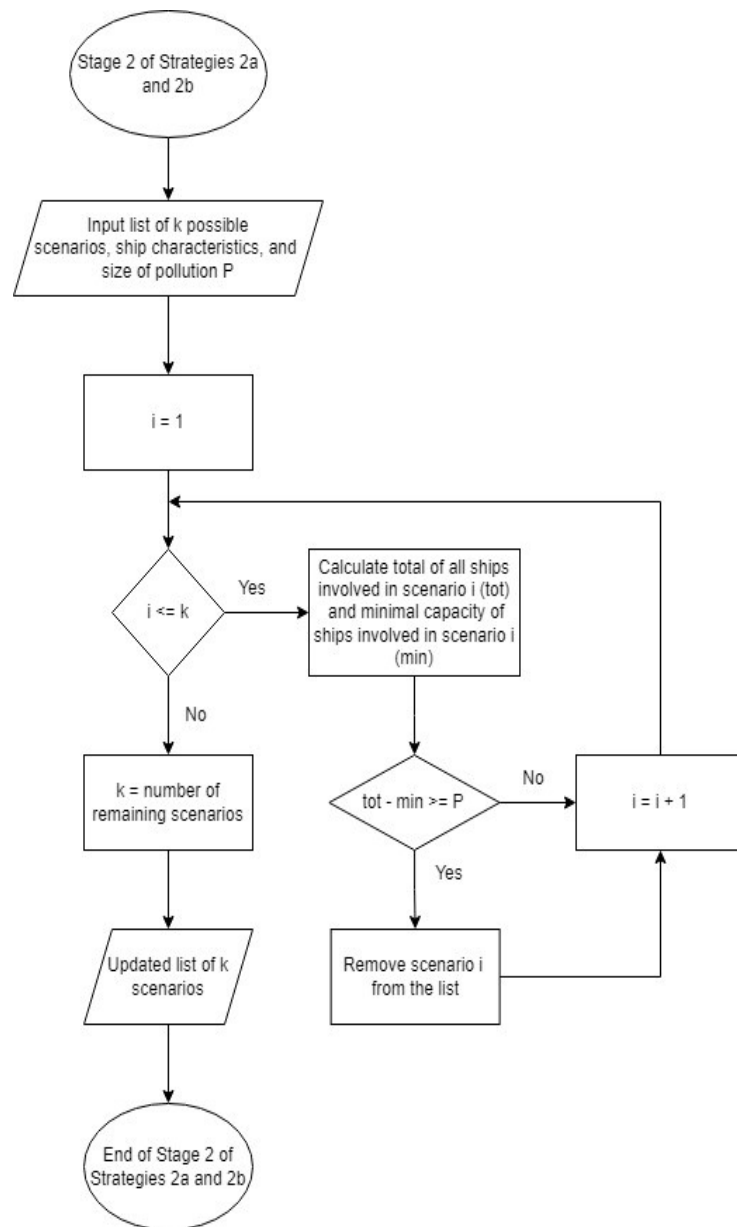 Stage 2 of Strategies 2a
and 2b
Input list of k possible
scenarios, ship characteristics, and
size of pollution P
i = 1
i <= k
Yes
Calculate total of all ships
involved in scenario i (tot)
and minimal capacity of
ships involved in scenario i
(min)
No
k = number of
remaining scenarios
tot - min >= P
No
i = i + 1
Yes
Updated list of k
scenarios
Remove scenario i
from the list
End of Stage 2 of
Strategies 2a and 2b